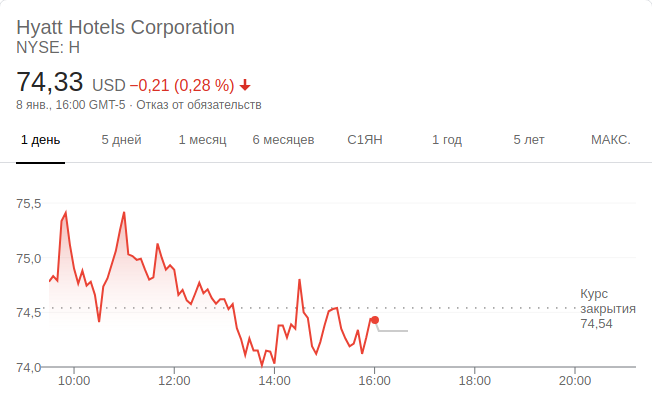 Hyatt Hotels Corporation
NYSE: H
74,33 USD −0,21 (0,28 %)
8 янв., 16:00 GMT-5 · Отказ от обязательств
1 день 5 дней 1 месяц 6 месяцев С1ЯН 1 год 5 лет МАКС.
75,5
75,0
74,5
74,0
Курс
закрытия
74,54
10:00 12:00 14:00 16:00 18:00 20:00